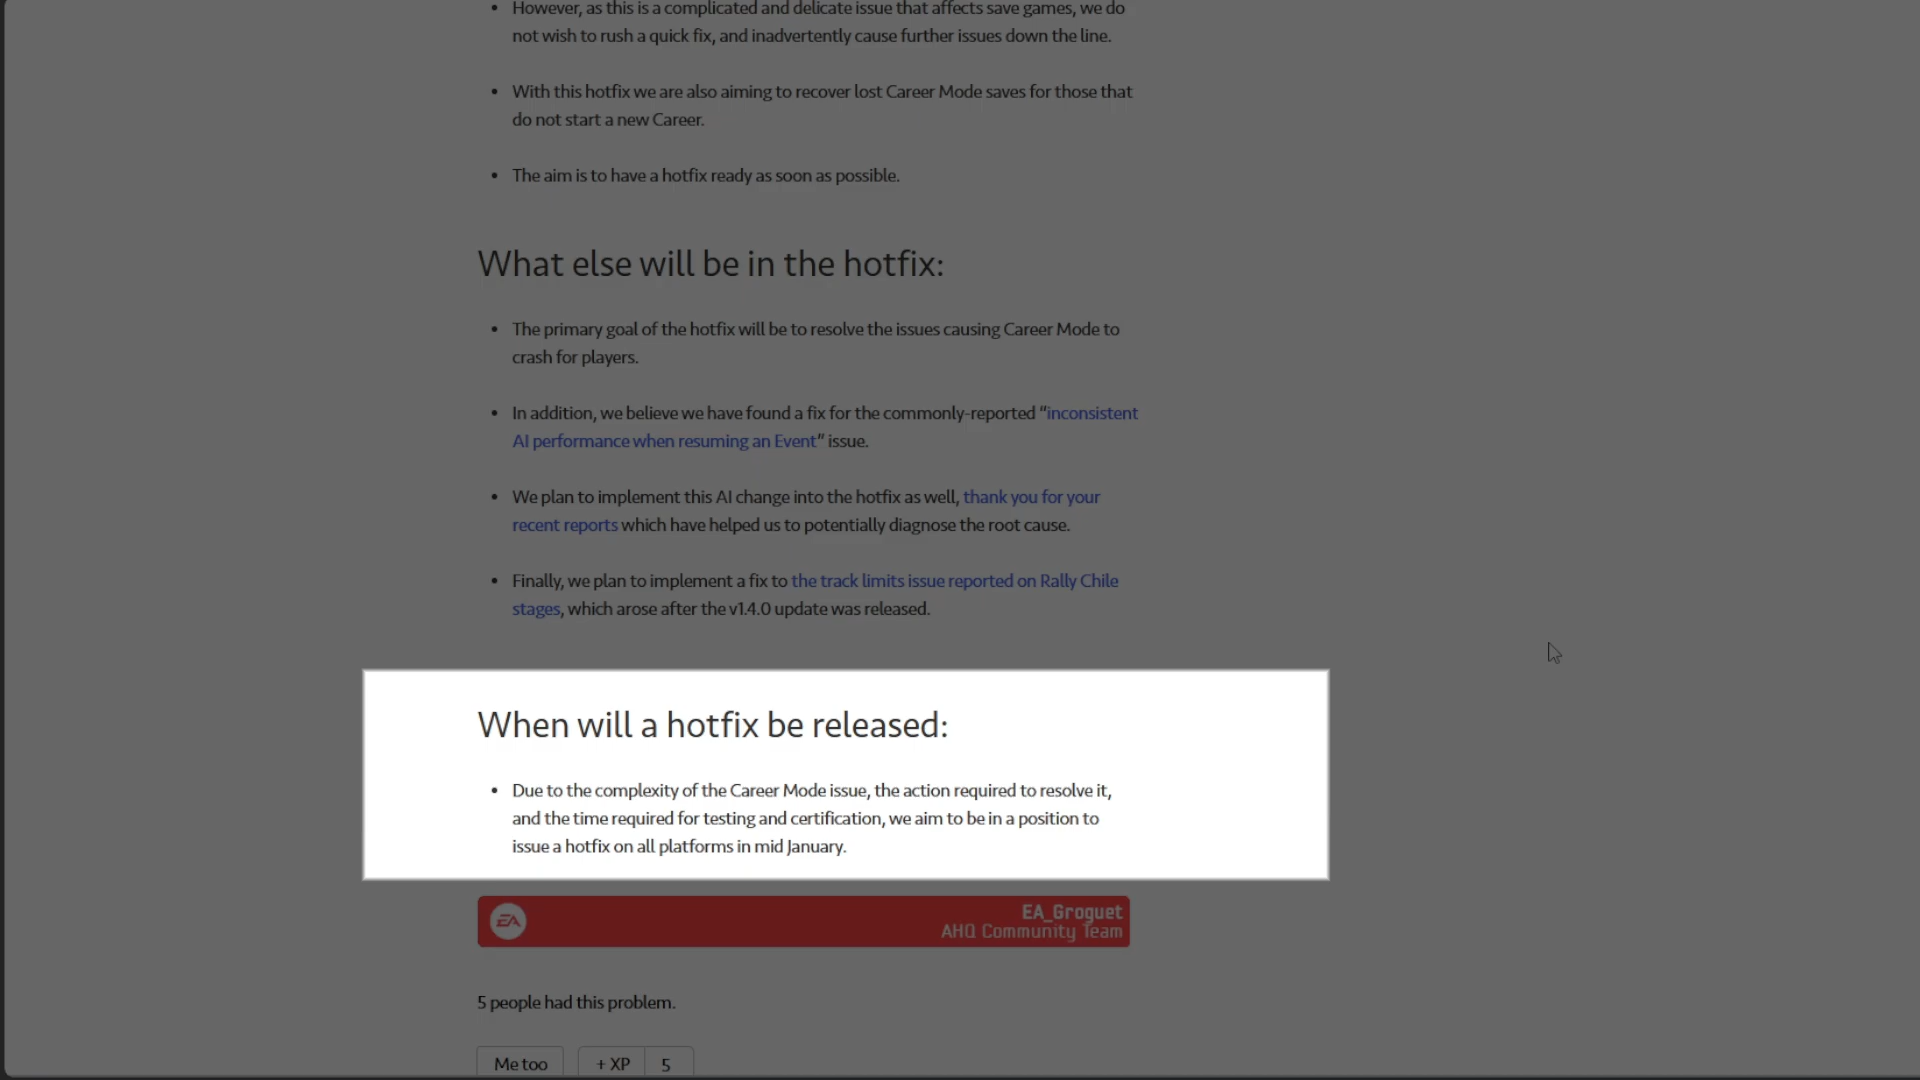 • However, as this is a complicated and delicate issue that affects save games, we do
not wish to rush a quick fix, and inadvertently cause further issues down the line.
• With this hotfix we are also aiming to recover lost Career Mode saves for those that
do not start a new Career.
• The aim is to have a hotfix ready as soon as possible.
What else will be in the hotfix:
• The primary goal of the hotfix will be to resolve the issues causing Career Mode to
crash for players.
• In addition, we believe we have found a fix for the commonly-reported “inconsistent
AI performance when resuming an Event” issue.
• We plan to implement this AI change into the hotfix as well, thank you for your
recent reports which have helped us to potentially diagnose the root cause.
• Finally, we plan to implement a fix to the track limits issue reported on Rally Chile
stages, which arose after the v1.4.0 update was released.
When will a hotfix be released:
• Due to the complexity of the Career Mode issue, the action required to resolve it,
and the time required for testing and certification, we aim to be in a position to
issue a hotfix on all platforms in mid January.
EA
EA_Groguet
AHQ Community Team
5 people had this problem.
Me too
+ XP 5